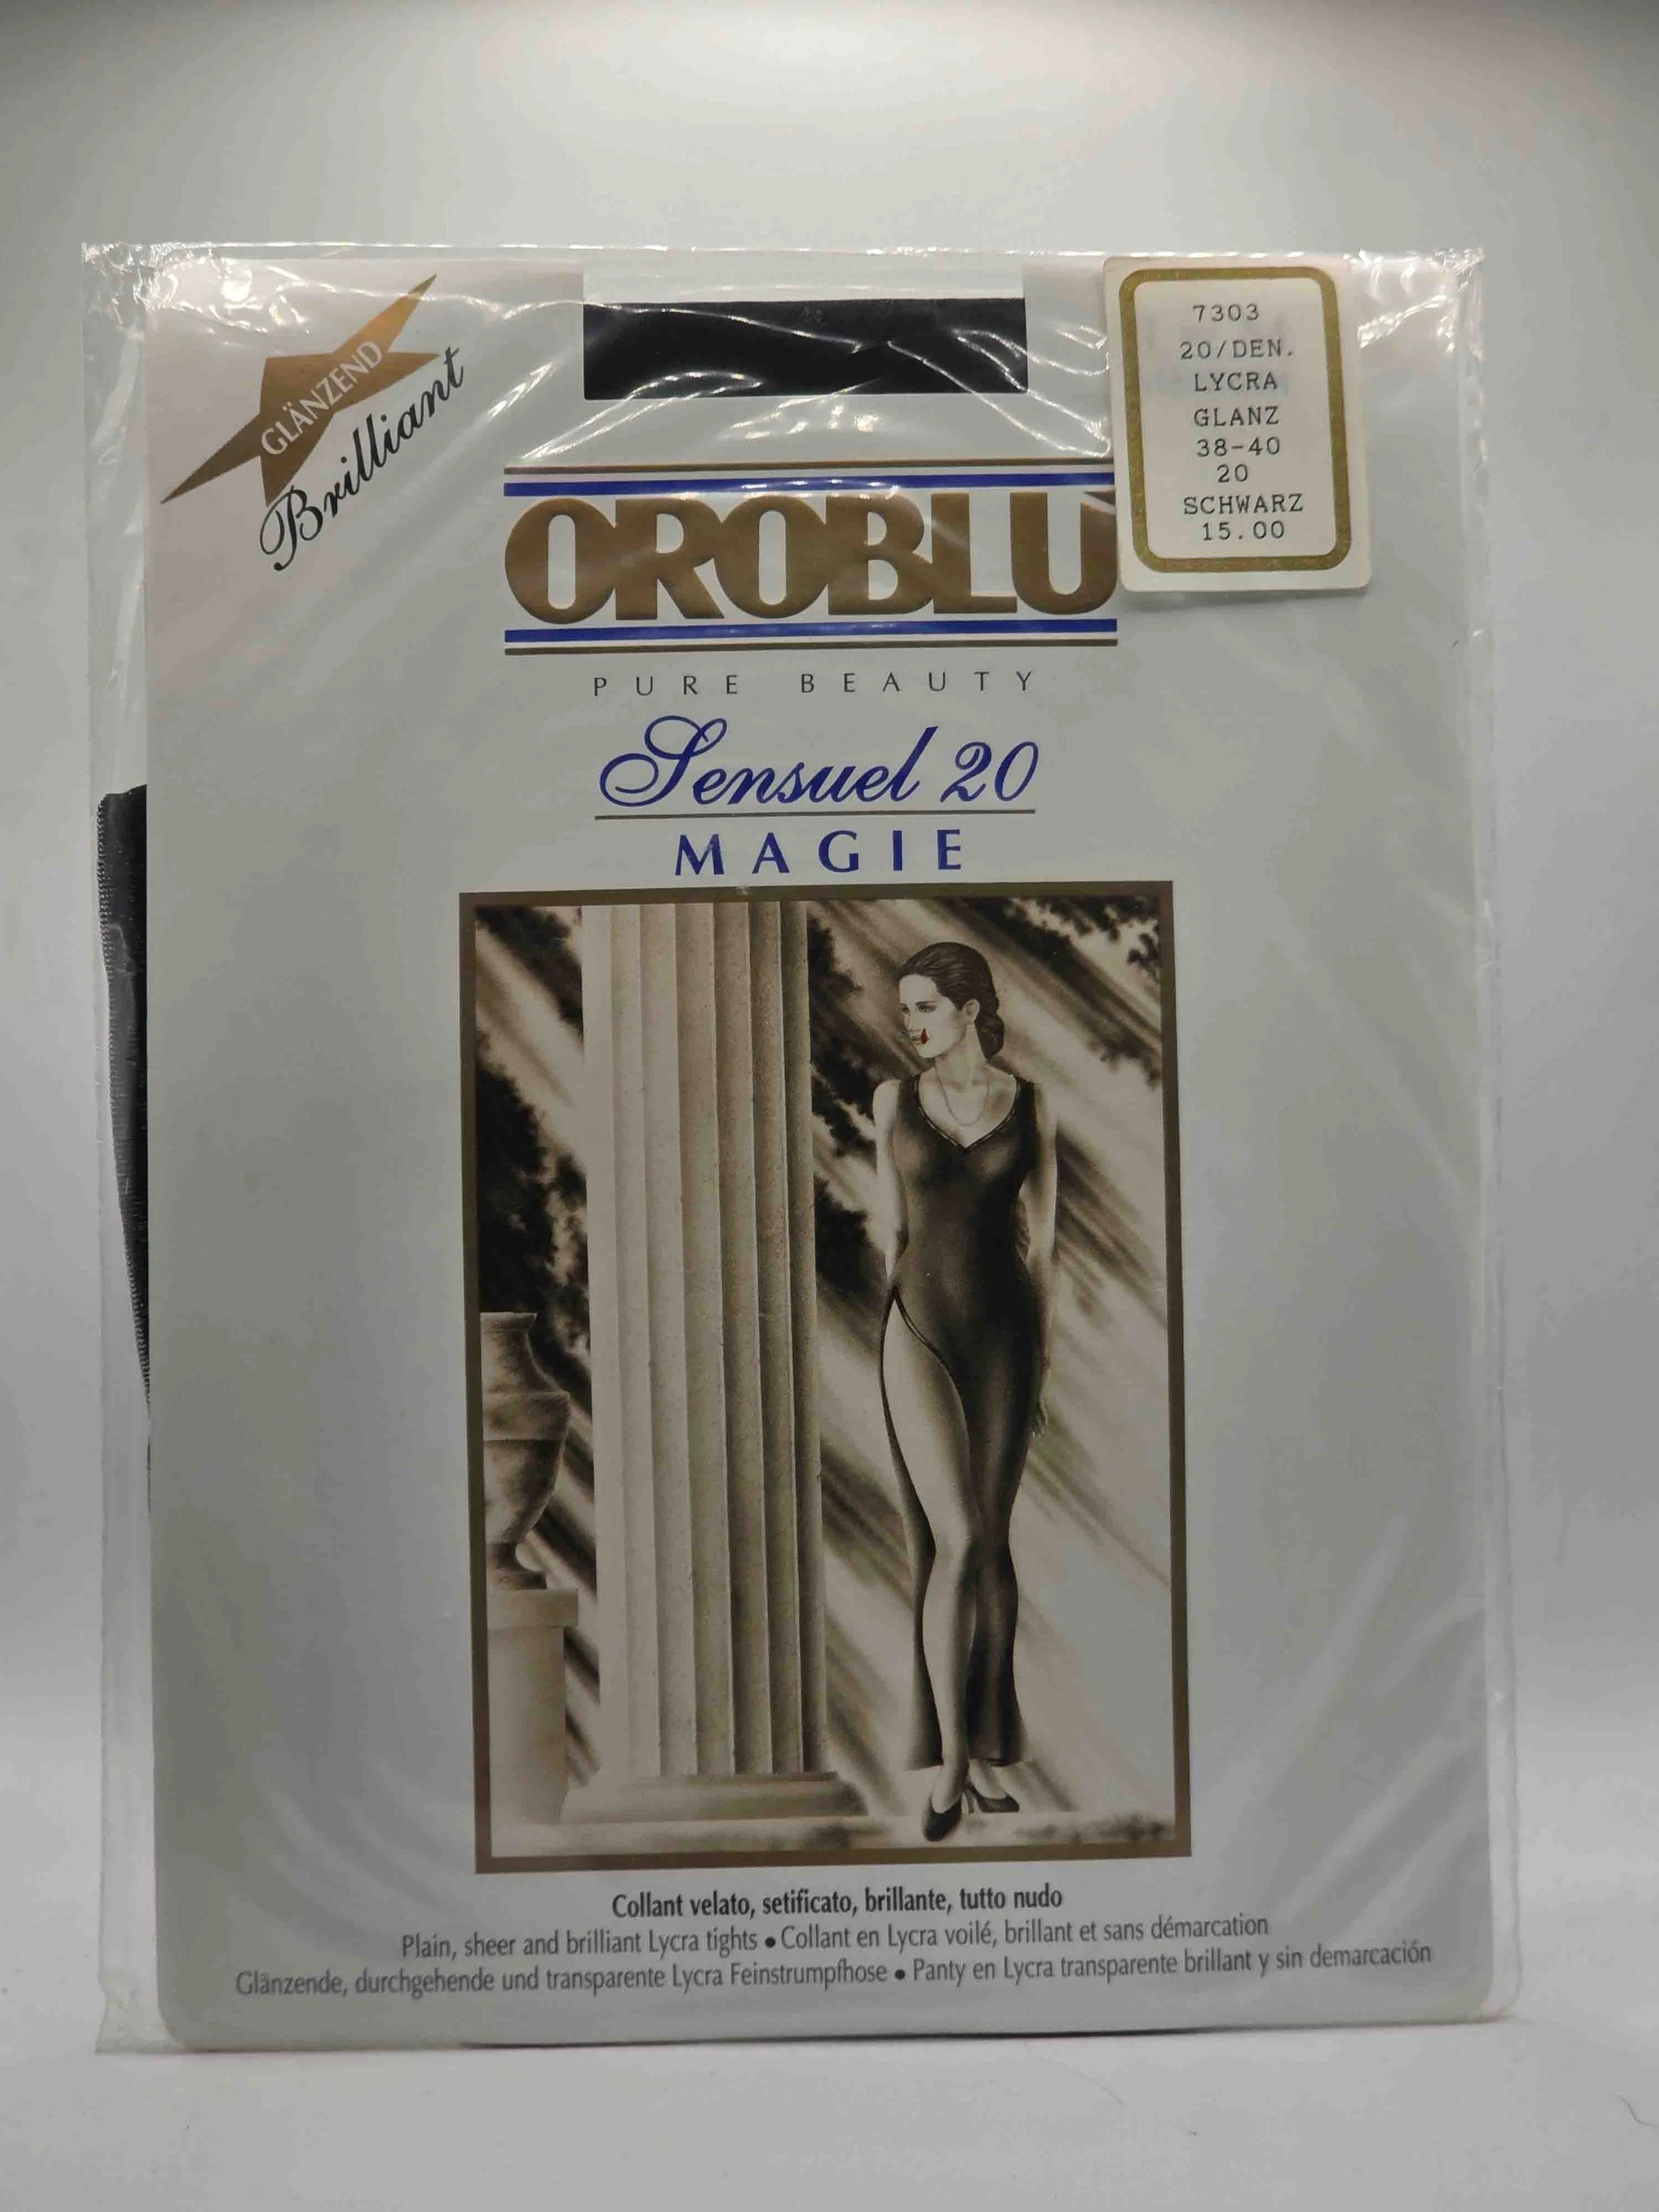 GLÄNZEND
Brilliant
7303
20/DEN.
LYCRA
GLANZ
38-40
20
SCHWARZ
15.00
OROBLU
PURE BEAUTY
Sensuel 20
MAGIE
Collant velato, setificato, brillante, tutto nudo
Plain, sheer and brilliant Lycra tights • Collant en Lycra voilé, brillant et sans démarcation
Glänzende, durchgehende und transparente Lycra Feinstrumpfhose • Panty en Lycra transparente brillant y sin demarcación